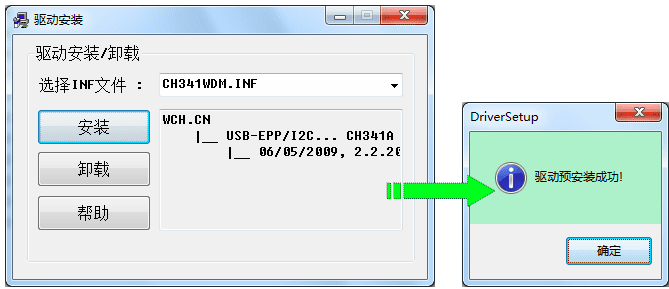 驱动安装
驱动安装/卸载
选择INF文件 :
CH341WDM.INF
安装
卸载
帮助
WCH.CN
|__ USB-EPP/I2C... CH341A
|__ 06/05/2009, 2.2.20
DriverSetup
驱动预安装成功!
确定